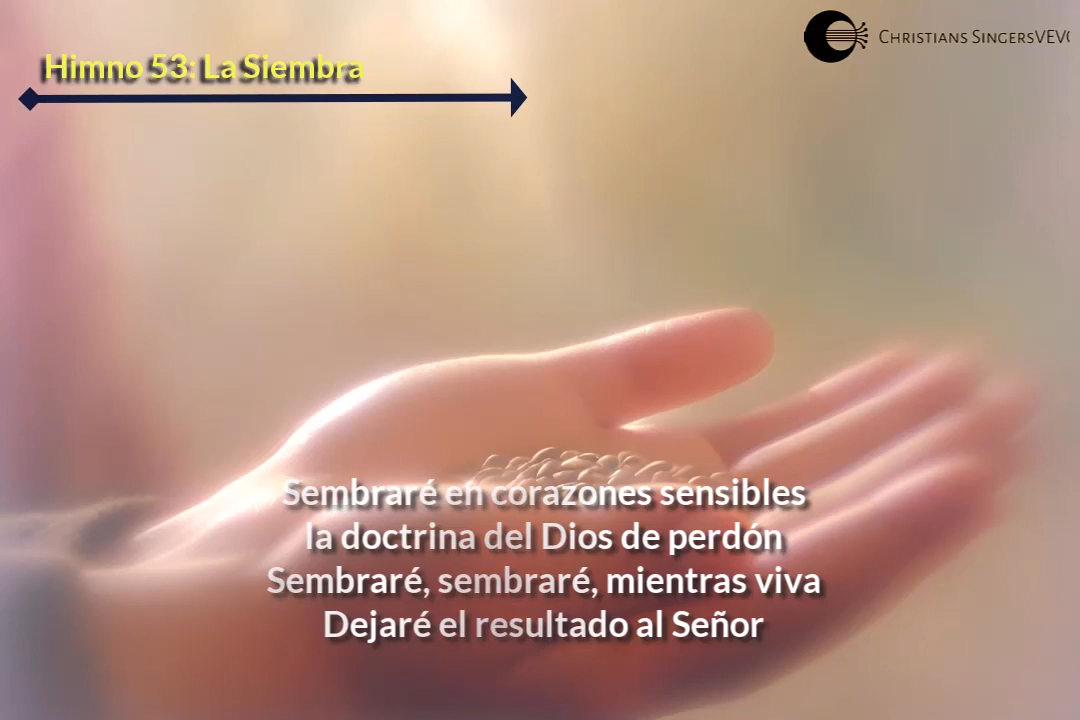 Himno 53: La Siembra
CHRISTIANS SINGERSVEVO
Sembraré en corazones sensibles
la doctrina del Dios de perdón
Sembraré, sembraré, mientras viva
Dejaré el resultado al Señor